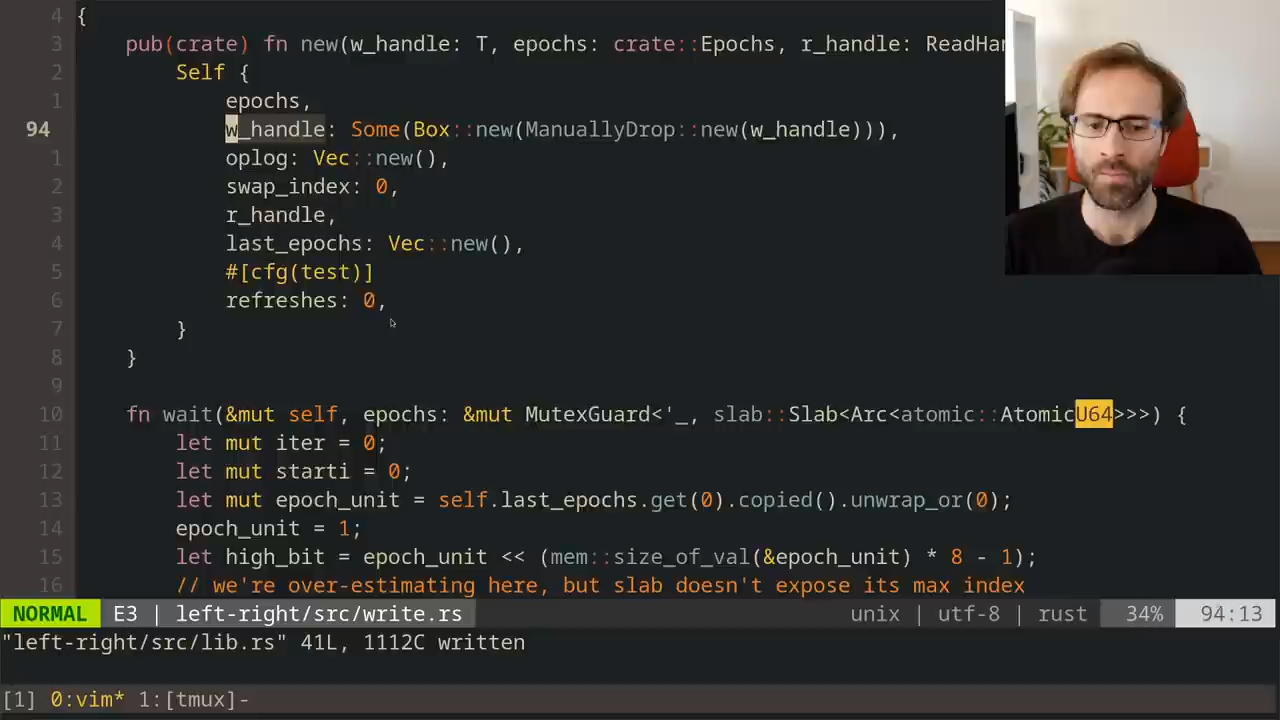 4 {
3 pub(crate) fn new(w_handle: T, epochs: crate::Epochs, r_handle: ReadHan
2 Self {
1 epochs,
94 w_handle: Some(Box::new(ManuallyDrop::new(w_handle))),
1 oplog: Vec::new(),
2 swap_index: 0,
3 r_handle,
4 last_epochs: Vec::new(),
5 #[cfg(test)]
6 refreshes: 0,
7 }
8 }
9
10 fn wait(&mut self, epochs: &mut MutexGuard<'_, slab::Slab<Arc<atomic::AtomicU64>>>) {
11 let mut iter = 0;
12 let mut starti = 0;
13 let mut epoch_unit = self.last_epochs.get(0).copied().unwrap_or(0);
14 epoch_unit = 1;
15 let high_bit = epoch_unit << (mem::size_of_val(&epoch_unit) * 8 - 1);
16 // we're over-estimating here, but slab doesn't expose its max index
NORMAL E3 | left-right/src/write.rs unix | utf-8 | rust 34% 94:13
"left-right/src/lib.rs" 41L, 1112C written
[1] 0:vim* 1:[tmux]-